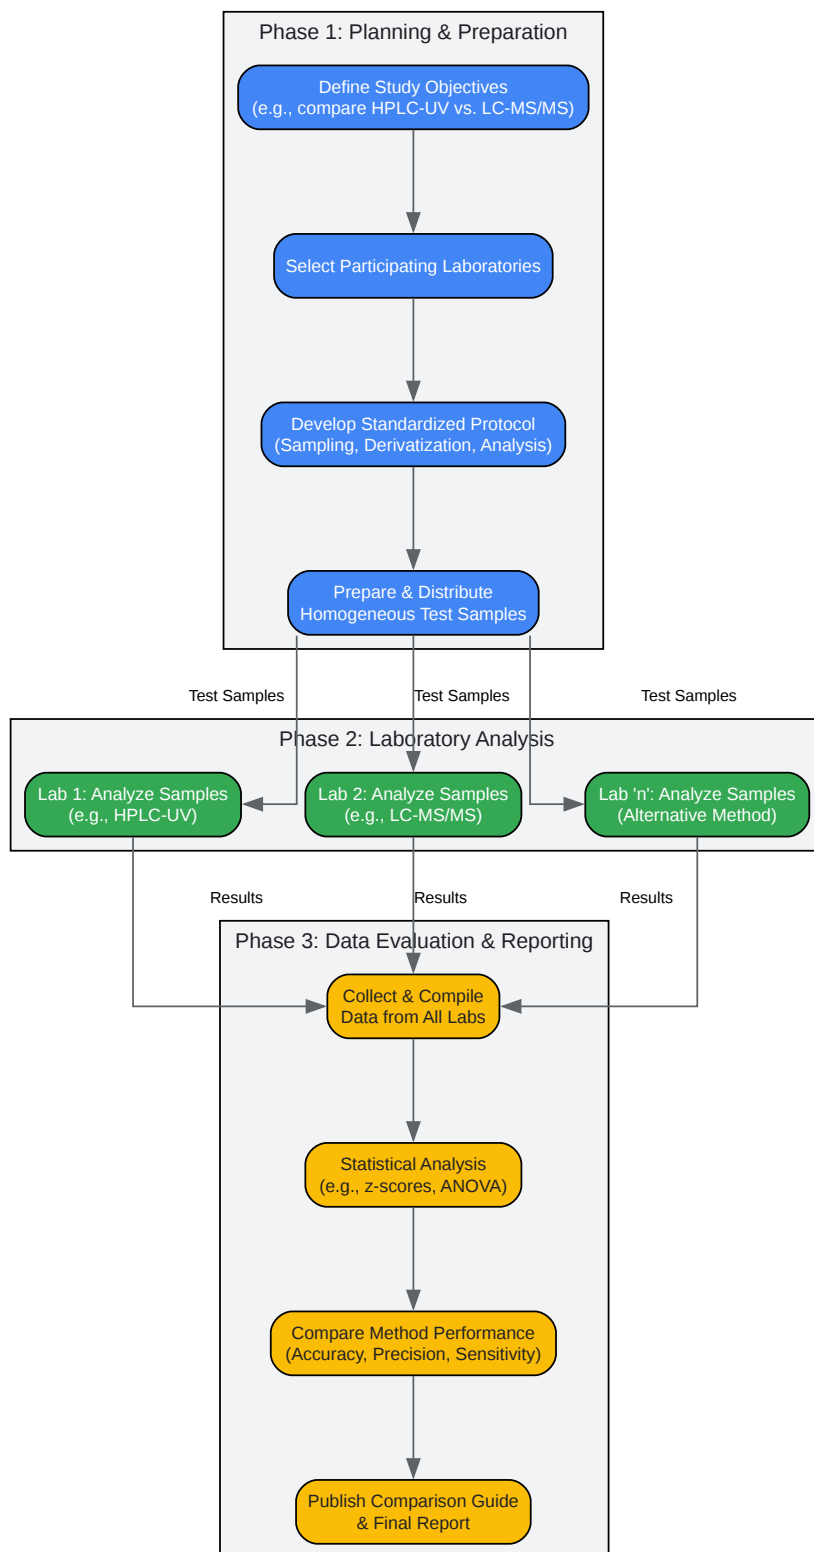 Phase 1: Planning & Preparation
Define Study Objectives
(e.g., compare HPLC-UV vs. LC-MS/MS)
Select Participating Laboratories
Develop Standardized Protocol
(Sampling, Derivatization, Analysis)
Prepare & Distribute
Homogeneous Test Samples
Test Samples
Test Samples
Test Samples
Phase 2: Laboratory Analysis
Lab 1: Analyze Samples
(e.g., HPLC-UV)
Lab 2: Analyze Samples
(e.g., LC-MS/MS)
Lab 'n': Analyze Samples
(Alternative Method)
Results
Results
Results
Phase 3: Data Evaluation & Reporting
Collect & Compile
Data from All Labs
Statistical Analysis
(e.g., z-scores, ANOVA)
Compare Method Performance
(Accuracy, Precision, Sensitivity)
Publish Comparison Guide
& Final Report